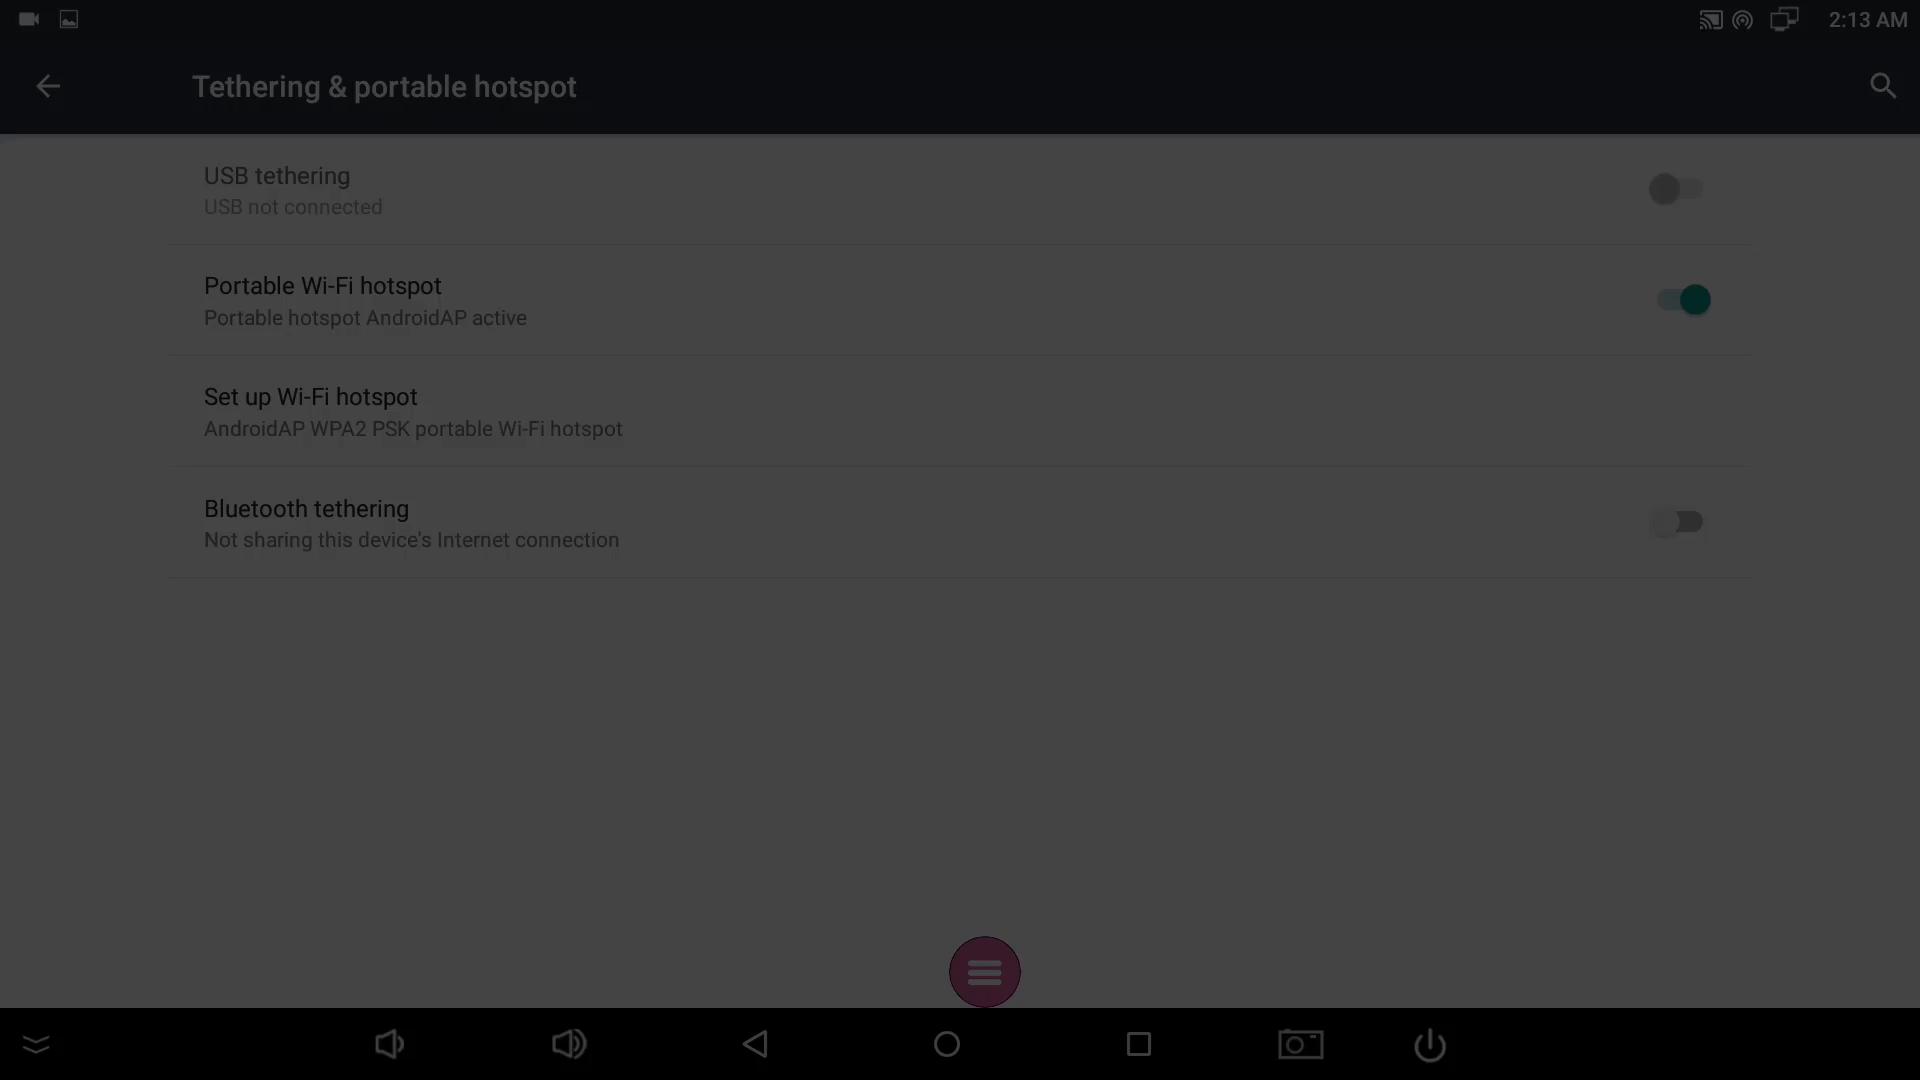 2:13 AM
Tethering & portable hotspot
USB tethering
USB not connected
Portable Wi-Fi hotspot
Portable hotspot AndroidAP active
Set up Wi-Fi hotspot
AndroidAP WPA2 PSK portable Wi-Fi hotspot
Bluetooth tethering
Not sharing this device's Internet connection